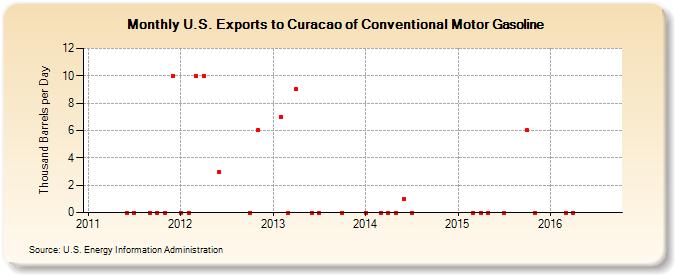 Monthly U.S. Exports to Curacao of Conventional Motor Gasoline
Thousand Barrels per Day
12
10
8
6
4
2
0
2011 2012 2013 2014 2015 2016
Source: U.S. Energy Information Administration